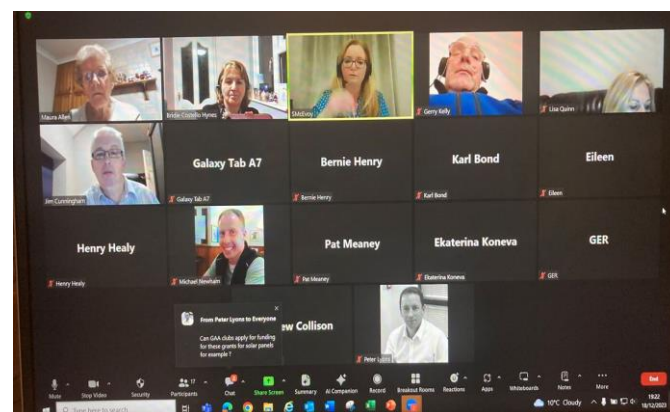 Maura Allen
Bridie Costello Hynes
SMcEvoy
Gerry Kelly
Lisa Quinn
Jim Cunningham
Galaxy Tab A7
Galaxy Tab A7
Bernie Henry
Bernie Henry
Karl Bond
Karl Bond
Eileen
Eileen
Henry Healy
Henry Healy
Michael Newham
Pat Meaney
Pat Meaney
Ekaterina Koneva
Ekaterina Koneva
GER
GER
From Peter Lyons to Everyone
Can GAA clubs apply for funding
for these grants for solar panels
for example ?
ew Collison
Peter Lyons
17
Mute
Stop Video
Security
Participants
Chat
Share Screen
Summary
AI Companion
Record
Breakout Rooms
Reactions
Apps
Whiteboards
Notes
More
End
Type here to search
10°C Cloudy
19:22
18/12/2023